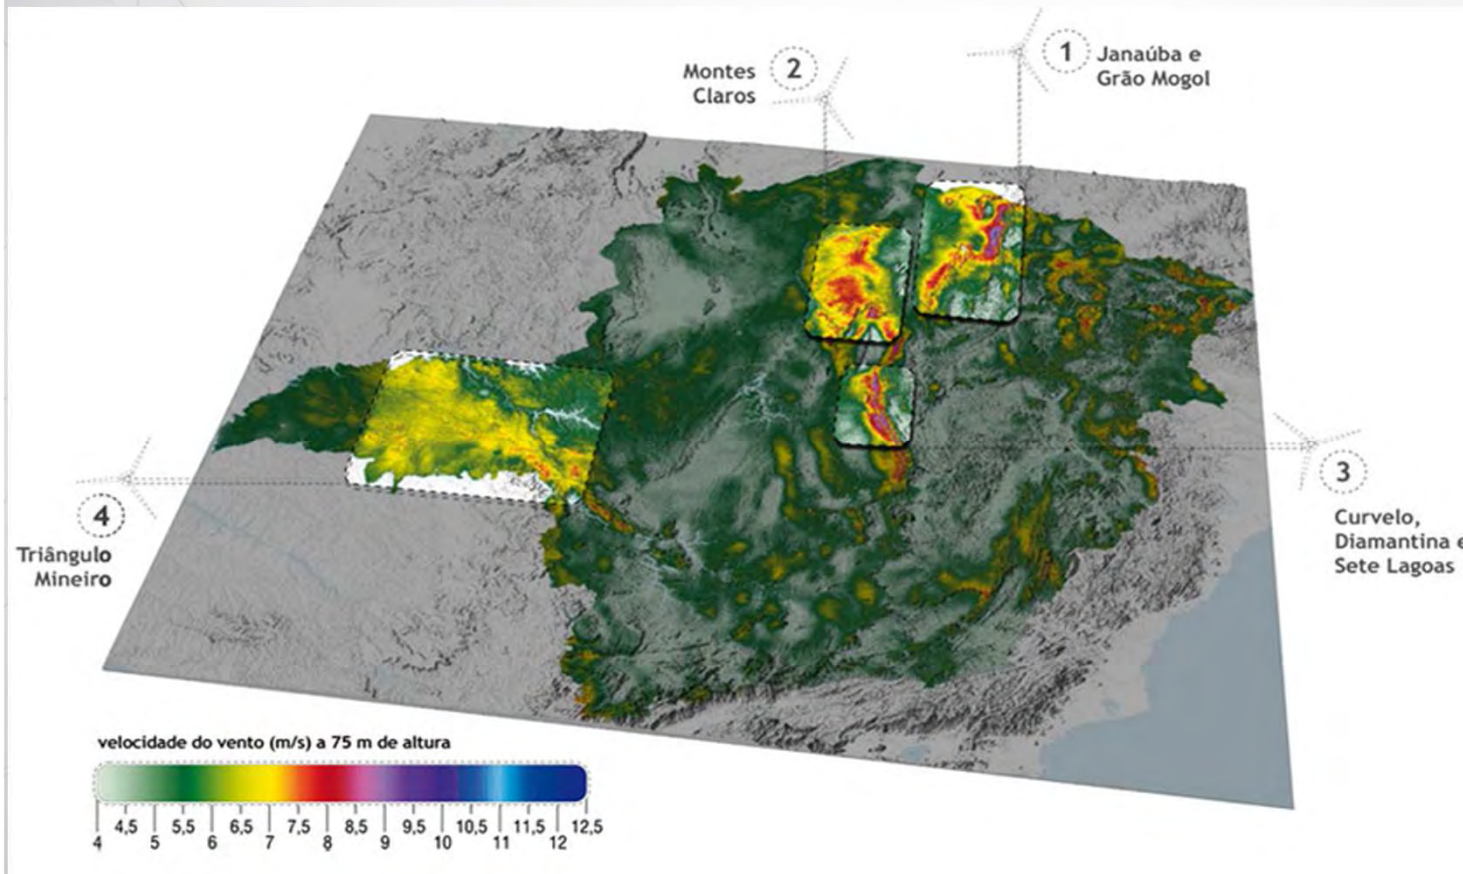 1
Janaúba e
Grão Mogol
2
Montes
Claros
3
Curvelo,
Diamantina e
Sete Lagoas
4
Triângulo
Mineiro
velocidade do vento (m/s) a 75 m de altura
4,5 5,5 6,5 7,5 8,5 9,5 10,5 11,5 12,5
4 5 6 7 8 9 10 11 12